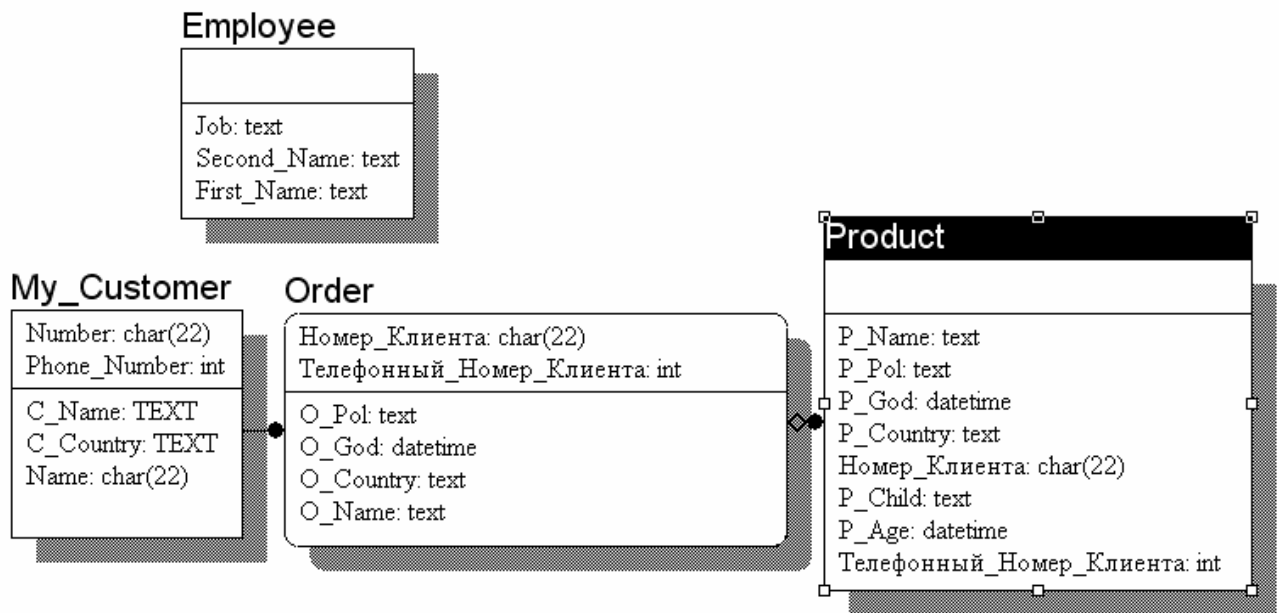 Employee
Job: text
Second_Name: text
First_Name: text
My_Customer
Number: char(22)
Phone_Number: int
C_Name: TEXT
C_Country: TEXT
Name: char(22)
Order
Номер_Клиента: char(22)
Телефонный_Номер_Клиента: int
O_Pol: text
O_God: datetime
O_Country: text
O_Name: text
Product
P_Name: text
P_Pol: text
P_God: datetime
P_Country: text
Номер_Клиента: char(22)
P_Child: text
P_Age: datetime
Телефонный_Номер_Клиента: int